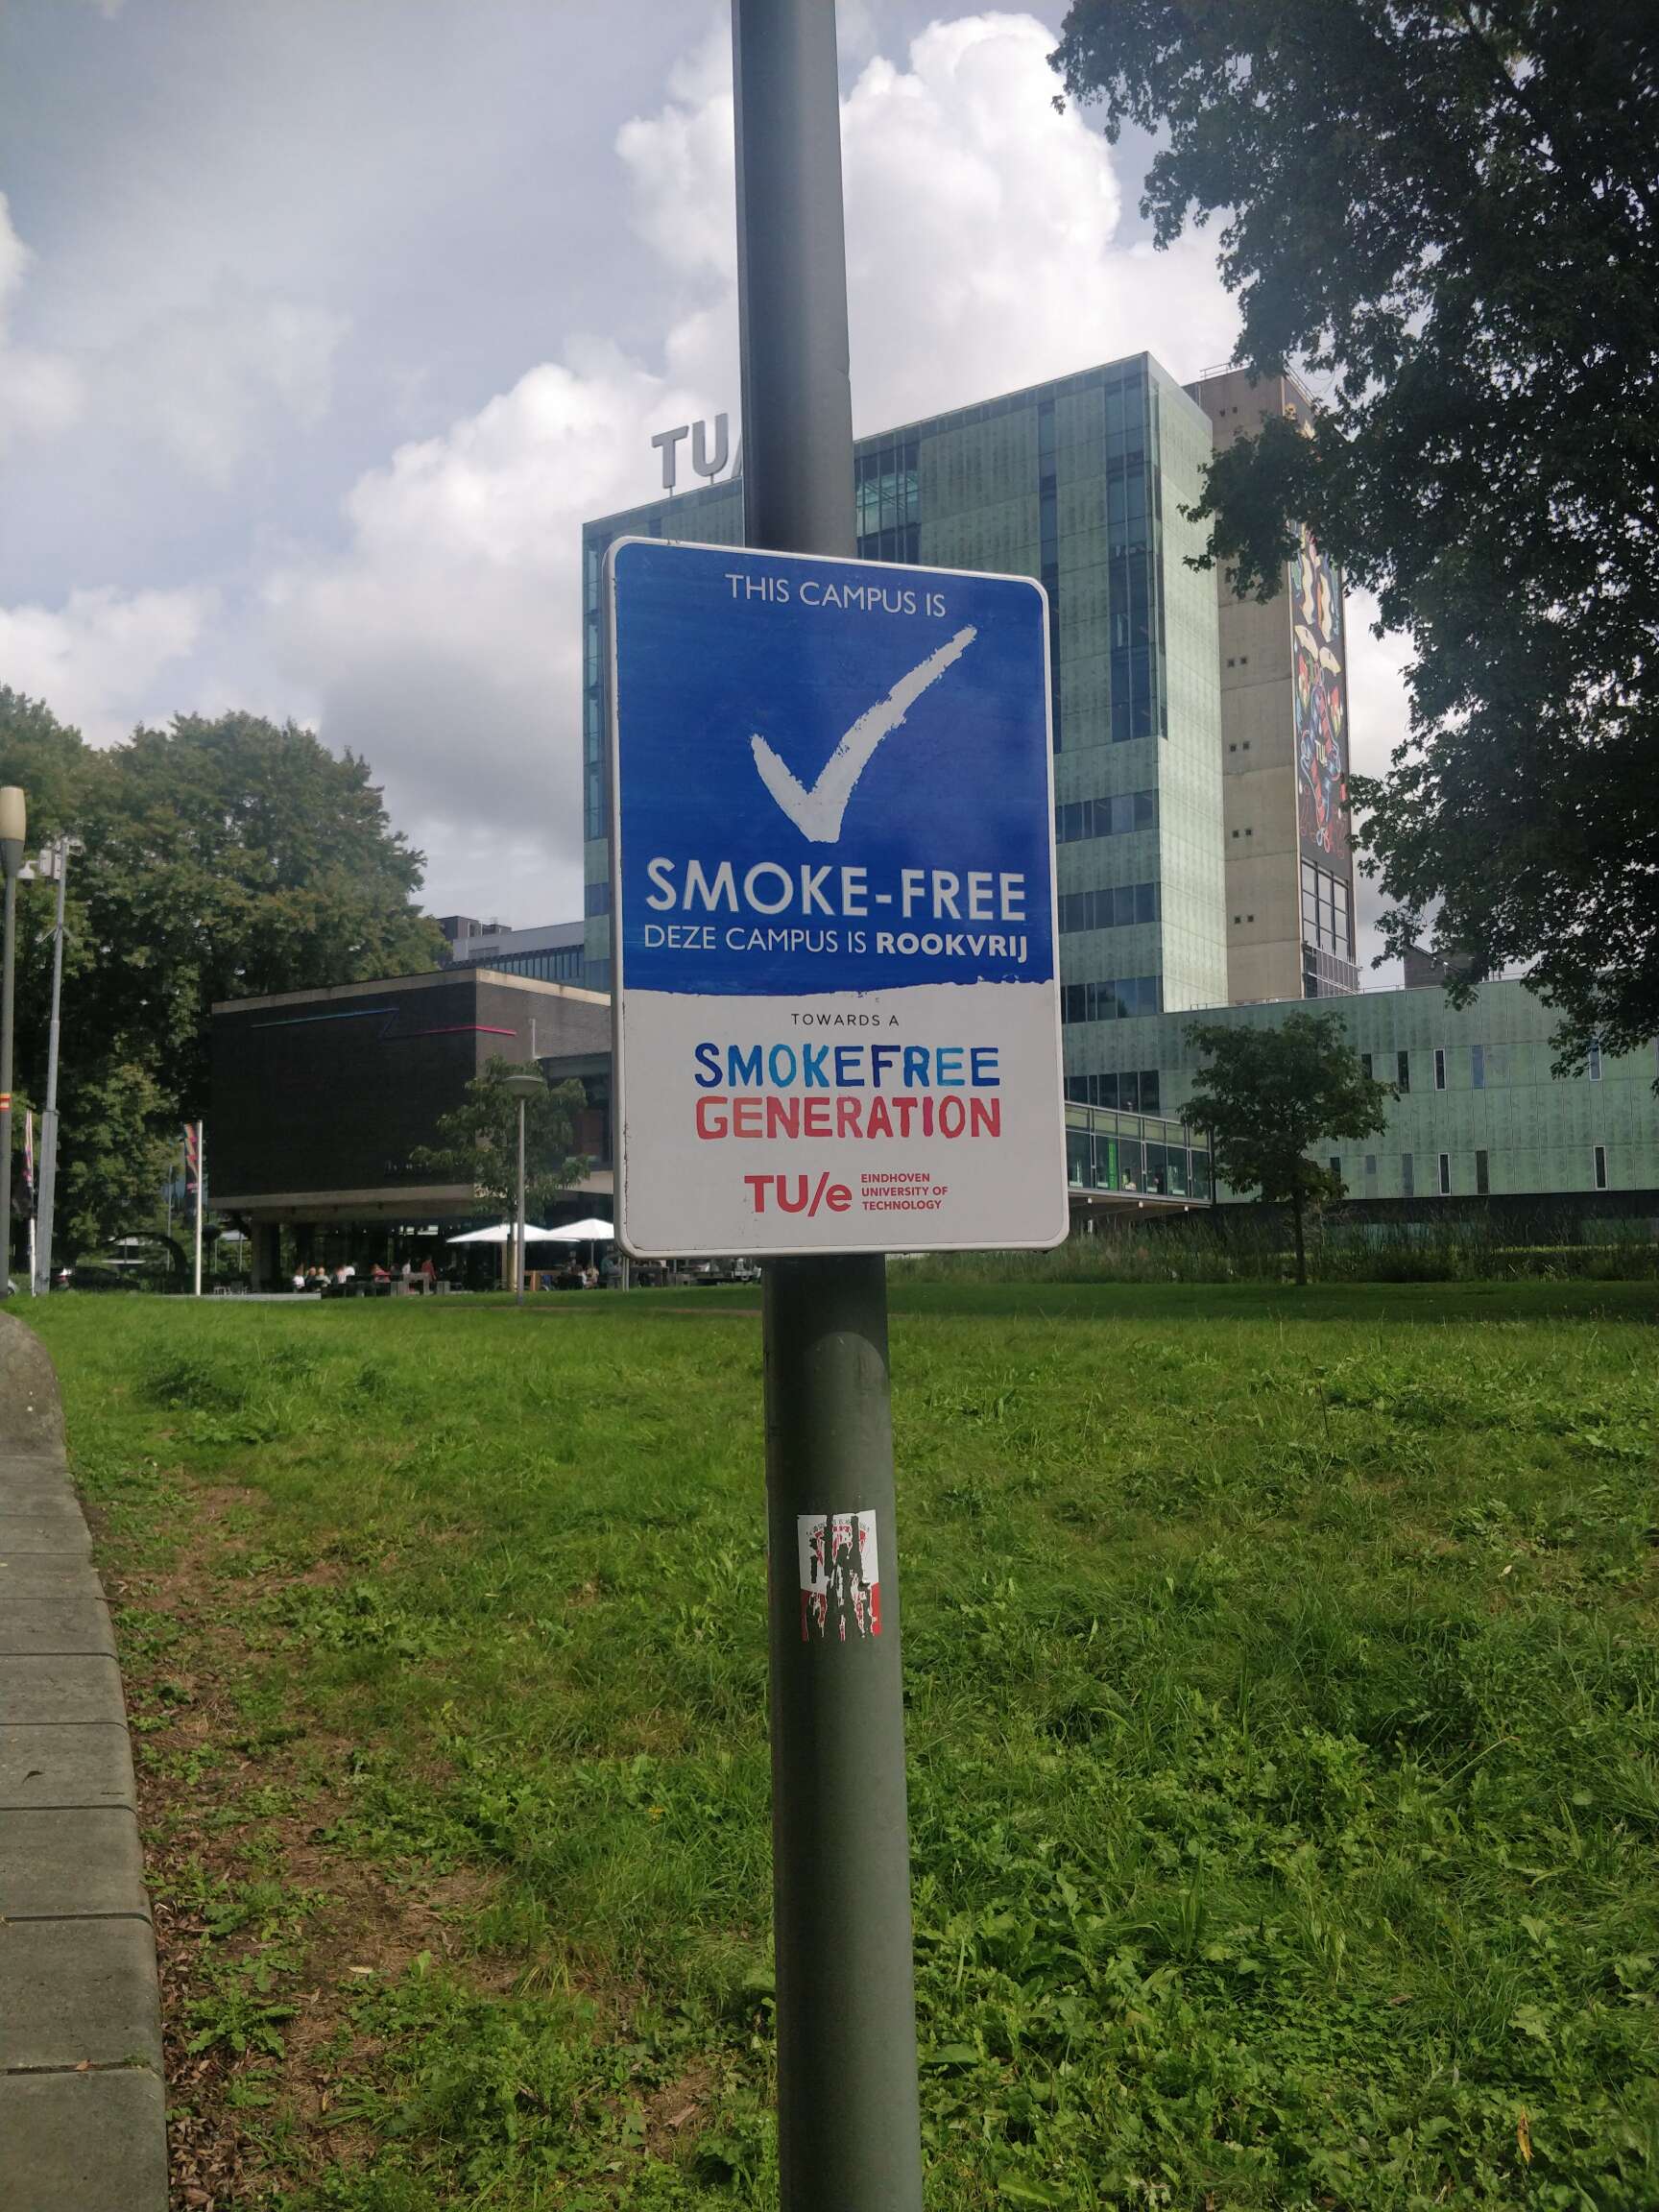 TU/
THIS CAMPUS IS
SMOKE-FREE
DEZE CAMPUS IS ROOKVRIJ
TOWARDS A
SMOKEFREE
GENERATION
TU/e
EINDHOVEN
UNIVERSITY OF
TECHNOLOGY